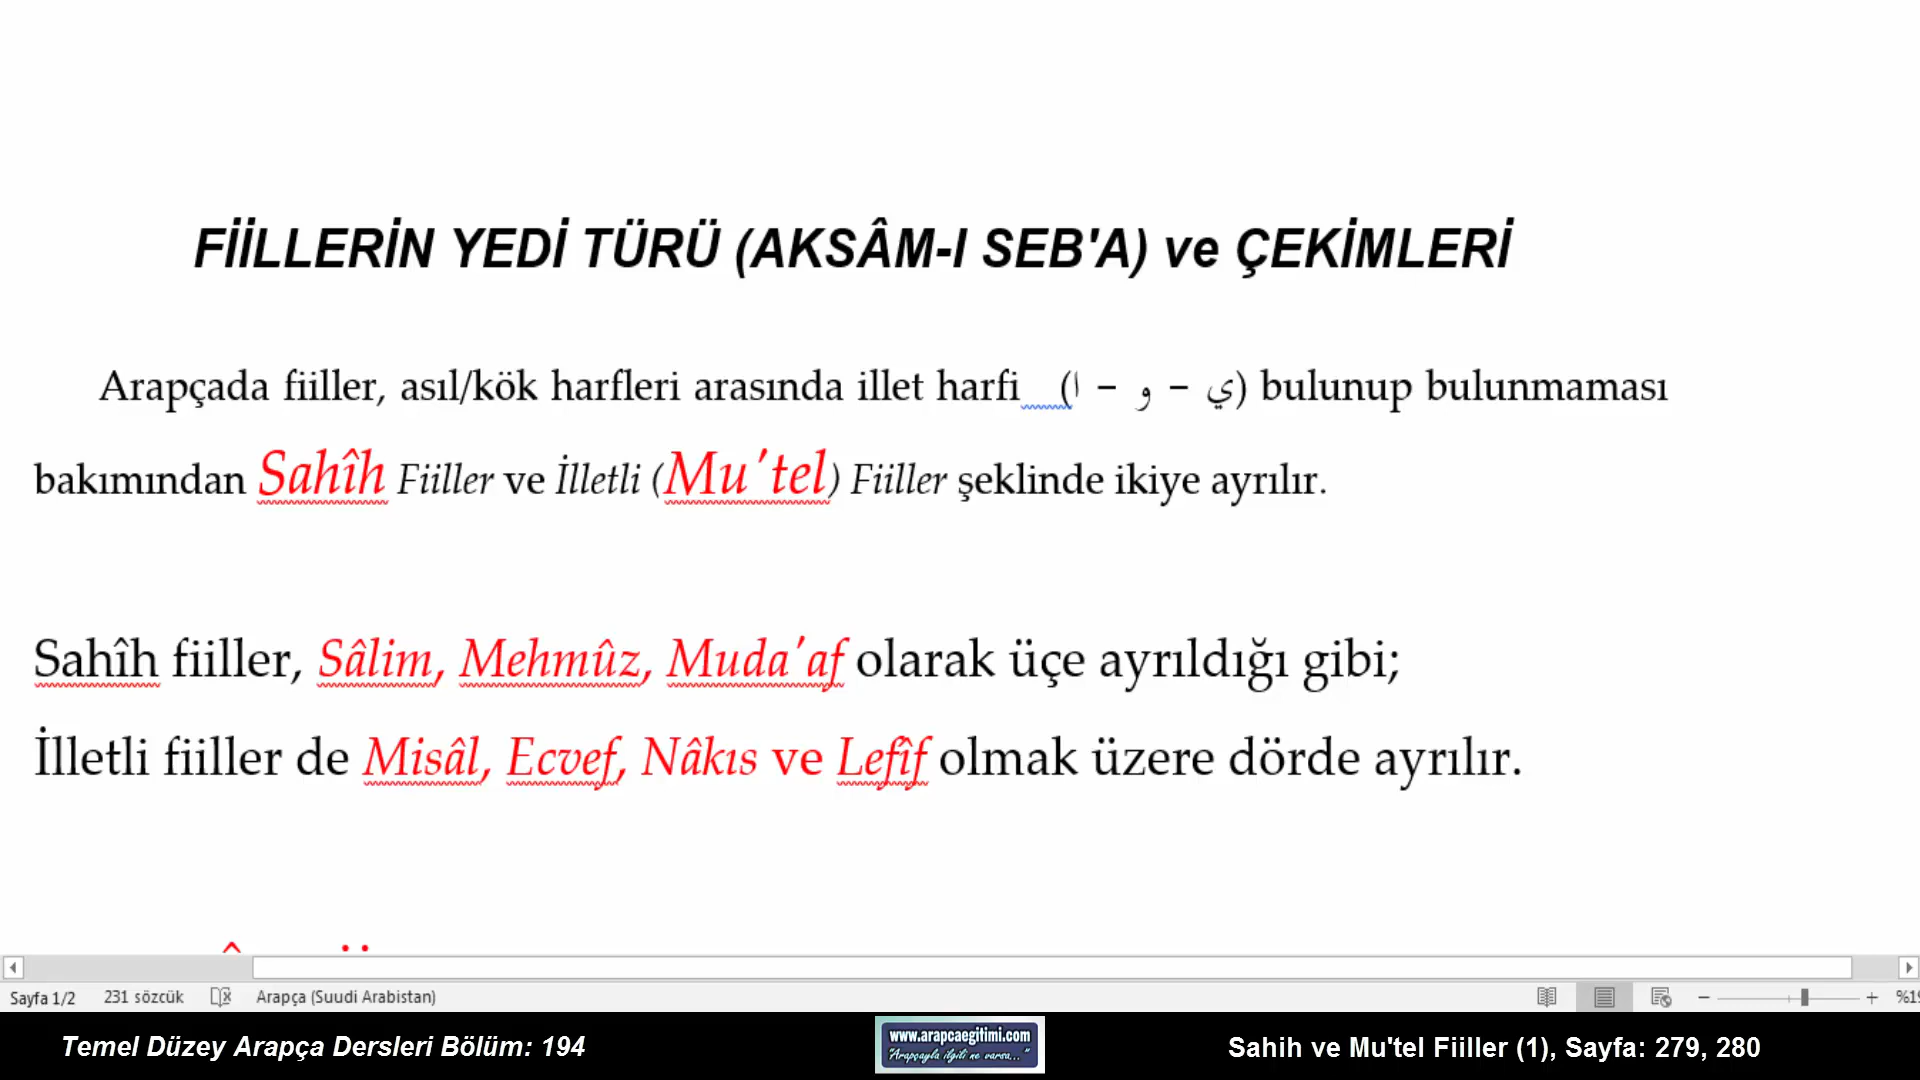 FİİLLERİN YEDİ TÜRÜ (AKSÂM-I SEB'A) ve ÇEKİMLERİ
Arapçada fiiller, asıl/kök harfleri arasında illet harfi (ا – و – ي) bulunup bulunmaması
bakımından Sahîh Fiiller ve İlletli (Mu'tel) Fiiller şeklinde ikiye ayrılır.
Sahîh fiiller, Sâlim, Mehmûz, Muda'af olarak üçe ayrıldığı gibi;
İlletli fiiller de Misâl, Ecvef, Nâkıs ve Lefîf olmak üzere dörde ayrılır.
Sayfa 1/2 231 sözcük Arapça (Suudi Arabistan)
Temel Düzey Arapça Dersleri Bölüm: 194
www.arapcaegitimi.com
"Arapçayla ilgili ne varsa..."
Sahih ve Mu'tel Fiiller (1), Sayfa: 279, 280